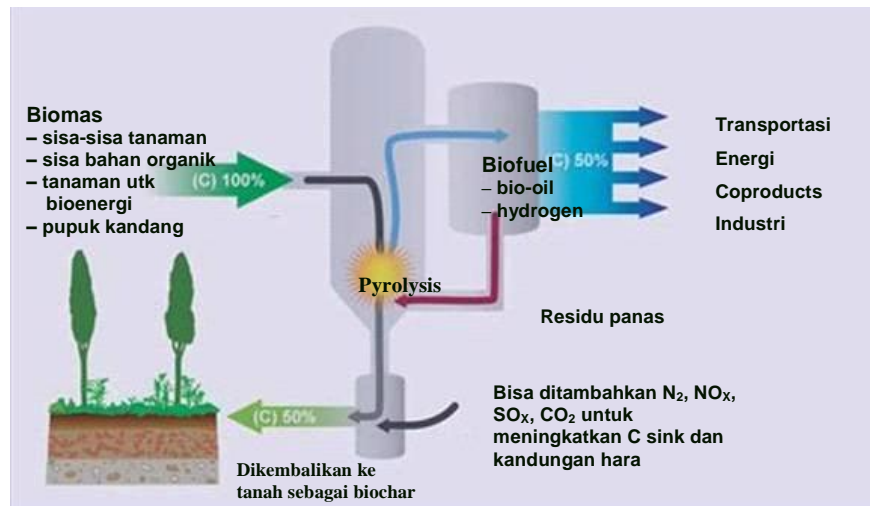 Biomas
– sisa-sisa tanaman
– sisa bahan organik
– tanaman utk
bioenergi
– pupuk kandang
(C) 100%
Biofuel
– bio-oil
– hydrogen
C) 50%
Transportasi
Energi
Coproducts
Industri
Pyrolysis
Residu panas
Bisa ditambahkan N₂, NOₓ,
SOₓ, CO₂ untuk
meningkatkan C sink dan
kandungan hara
(C) 50%
Dikembalikan ke
tanah sebagai biochar